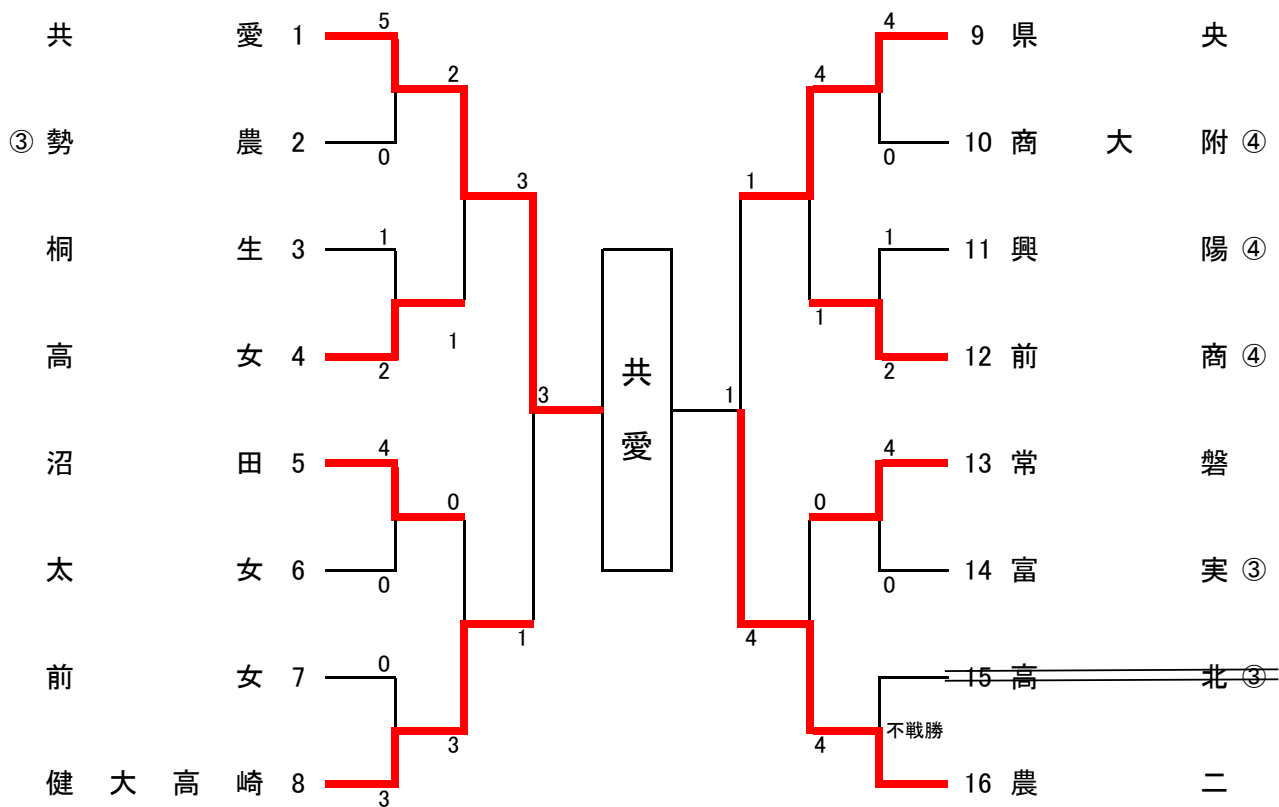 5
共愛 1
2
③ 勢農 2
0
3
桐生 3
1
高女 4
2
1
3
沼田 5
4
0
太女 6
0
1
前女 7
0
3
健大高崎 8
3
共愛
4
9 県央
4
10 商大附 ④
0
1
11 興陽 ④
1
1
12 前商 ④
2
1
13 常磐
4
0
14 富実 ③
0
4
15 高北 ③
不戦勝
4
16 農二